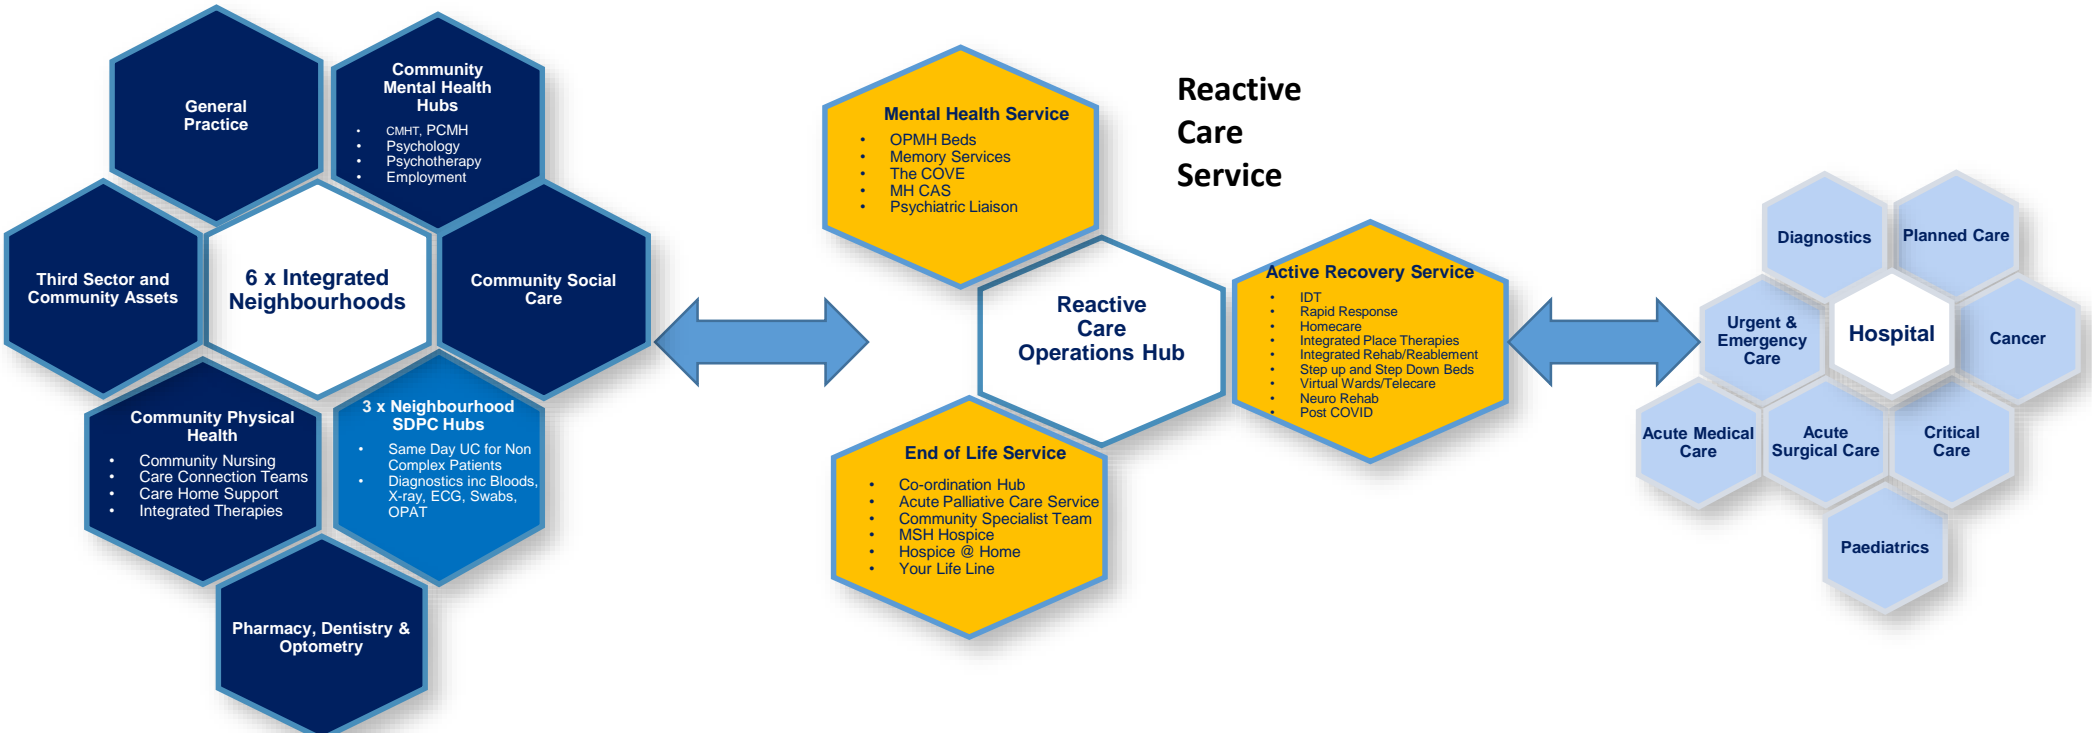 General
Practice
Community
Mental Health
Hubs
• CMHT, PCMH
• Psychology
• Psychotherapy
• Employment
Third Sector and
Community Assets
6 x Integrated
Neighbourhoods
Community Social
Care
Community Physical
Health
• Community Nursing
• Care Connection Teams
• Care Home Support
• Integrated Therapies
3 x Neighbourhood
SDPC Hubs
• Same Day UC for Non
Complex Patients
• Diagnostics inc Bloods,
X-ray, ECG, Swabs,
OPAT
Pharmacy, Dentistry &
Optometry
Mental Health Service
• OPMH Beds
• Memory Services
• The COVE
• MH CAS
• Psychiatric Liaison
Reactive
Care
Service
Reactive
Care
Operations Hub
Active Recovery Service
• IDT
• Rapid Response
• Homecare
• Integrated Place Therapies
• Integrated Rehab/Reablement
• Step up and Step Down Beds
• Virtual Wards/Telecare
• Neuro Rehab
• Post COVID
End of Life Service
• Co-ordination Hub
• Acute Palliative Care Service
• Community Specialist Team
• MSH Hospice
• Hospice @ Home
• Your Life Line
Diagnostics
Planned Care
Urgent &
Emergency
Care
Hospital
Cancer
Acute Medical
Care
Acute
Surgical Care
Critical
Care
Paediatrics